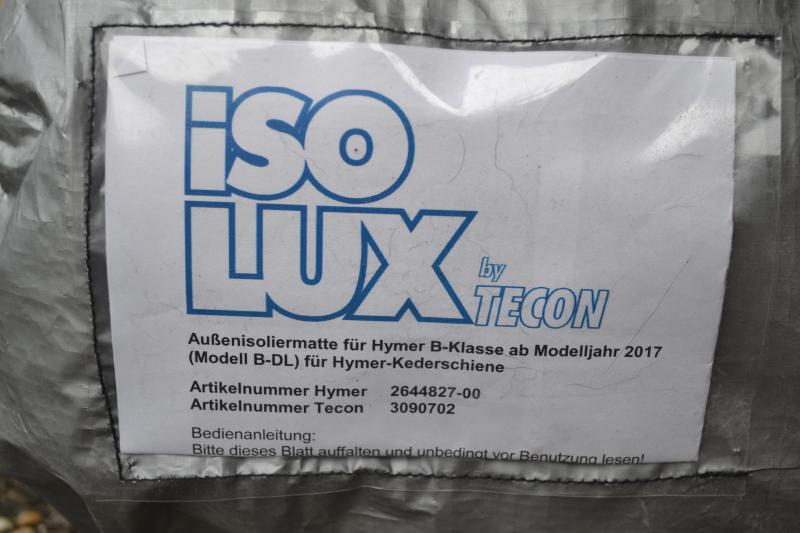 iSO
LUX
by
TECON
Außenisoliermatte für Hymer B-Klasse ab Modelljahr 2017
(Modell B-DL) für Hymer-Kederschiene
Artikelnummer Hymer 2644827-00
Artikelnummer Tecon 3090702
Bedienanleitung:
Bitte dieses Blatt auffalten und unbedingt vor Benutzung lesen!